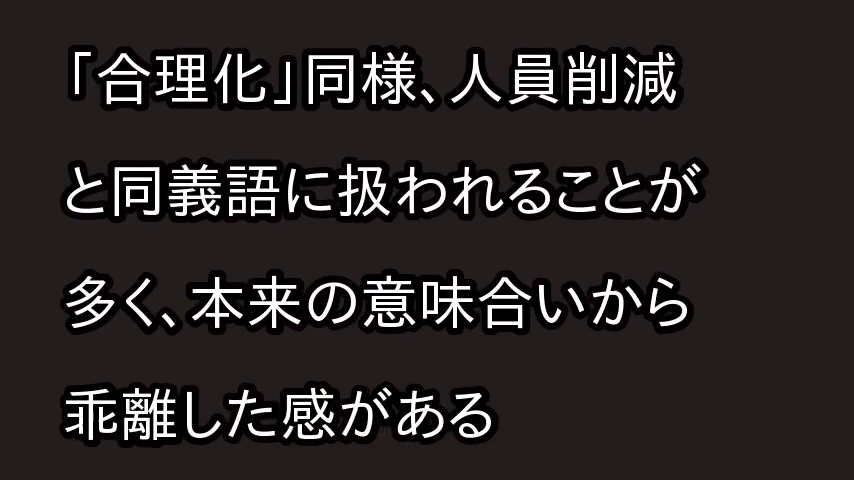 「合理化」同様、人員削減
と同義語に扱われることが
多く、本来の意味合いから
乖離した感がある